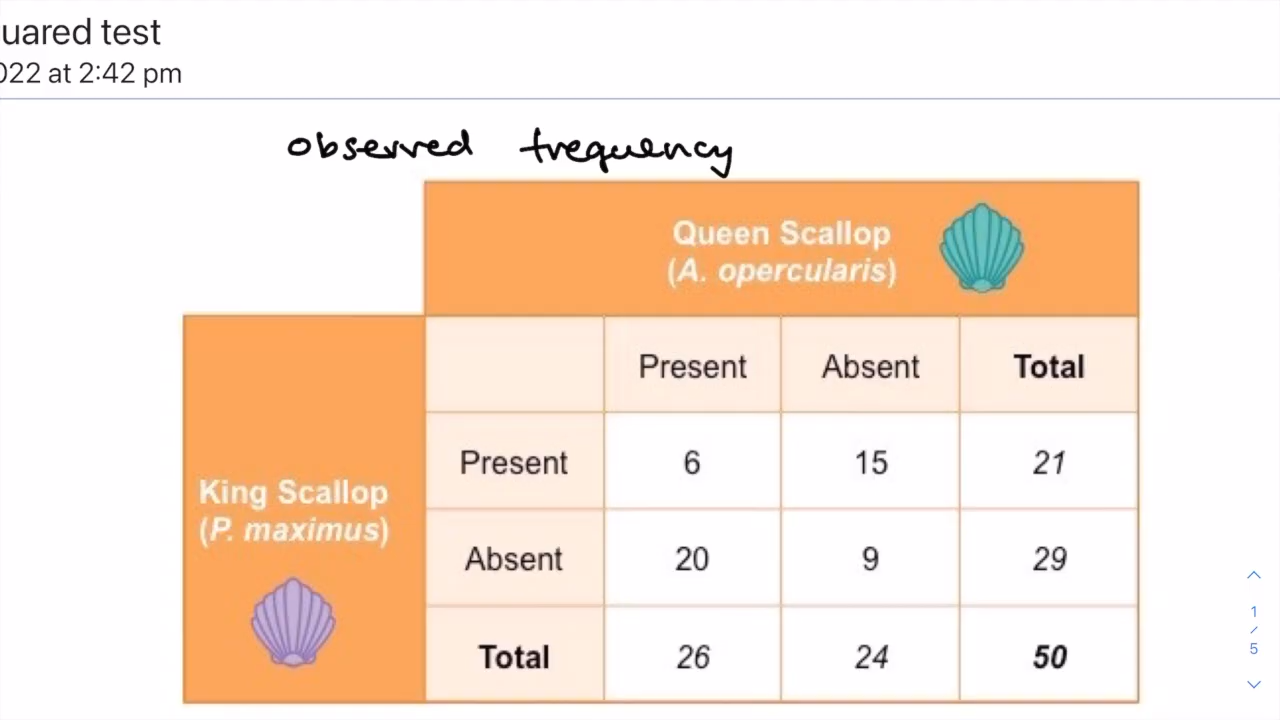 uared test
022 at 2:42 pm
observed frequency
Queen Scallop
(A. opercularis)
Present Absent Total
Present 6 15 21
King Scallop
(P. maximus)
Absent 20 9 29
Total 26 24 50
1
/
5